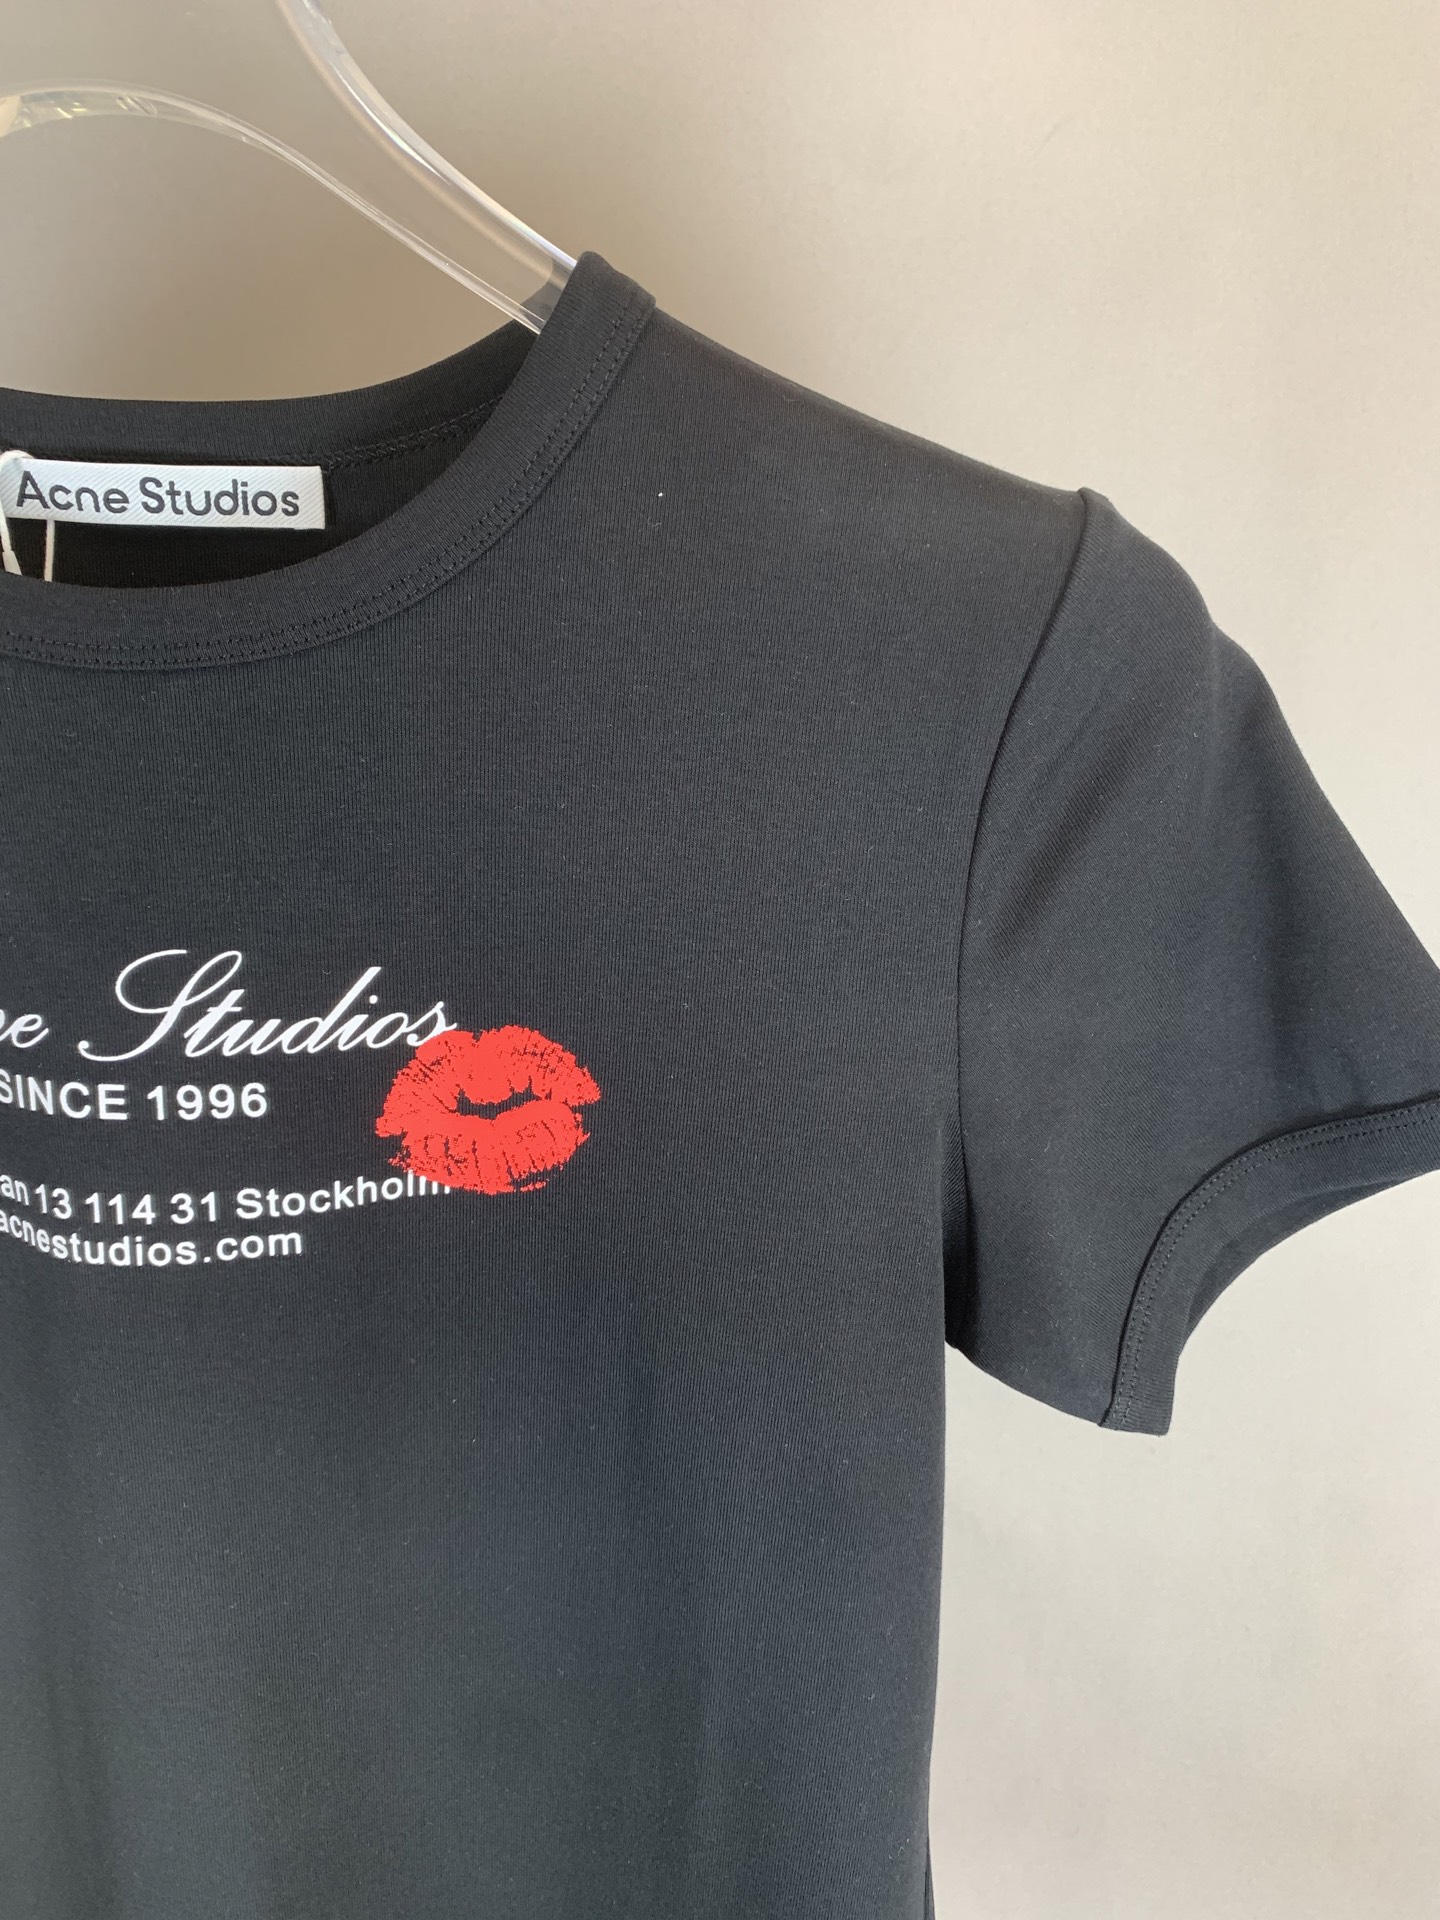 Acne Studios
Studios
SINCE 1996
13 114 31 Stockholm
acnestudios.com